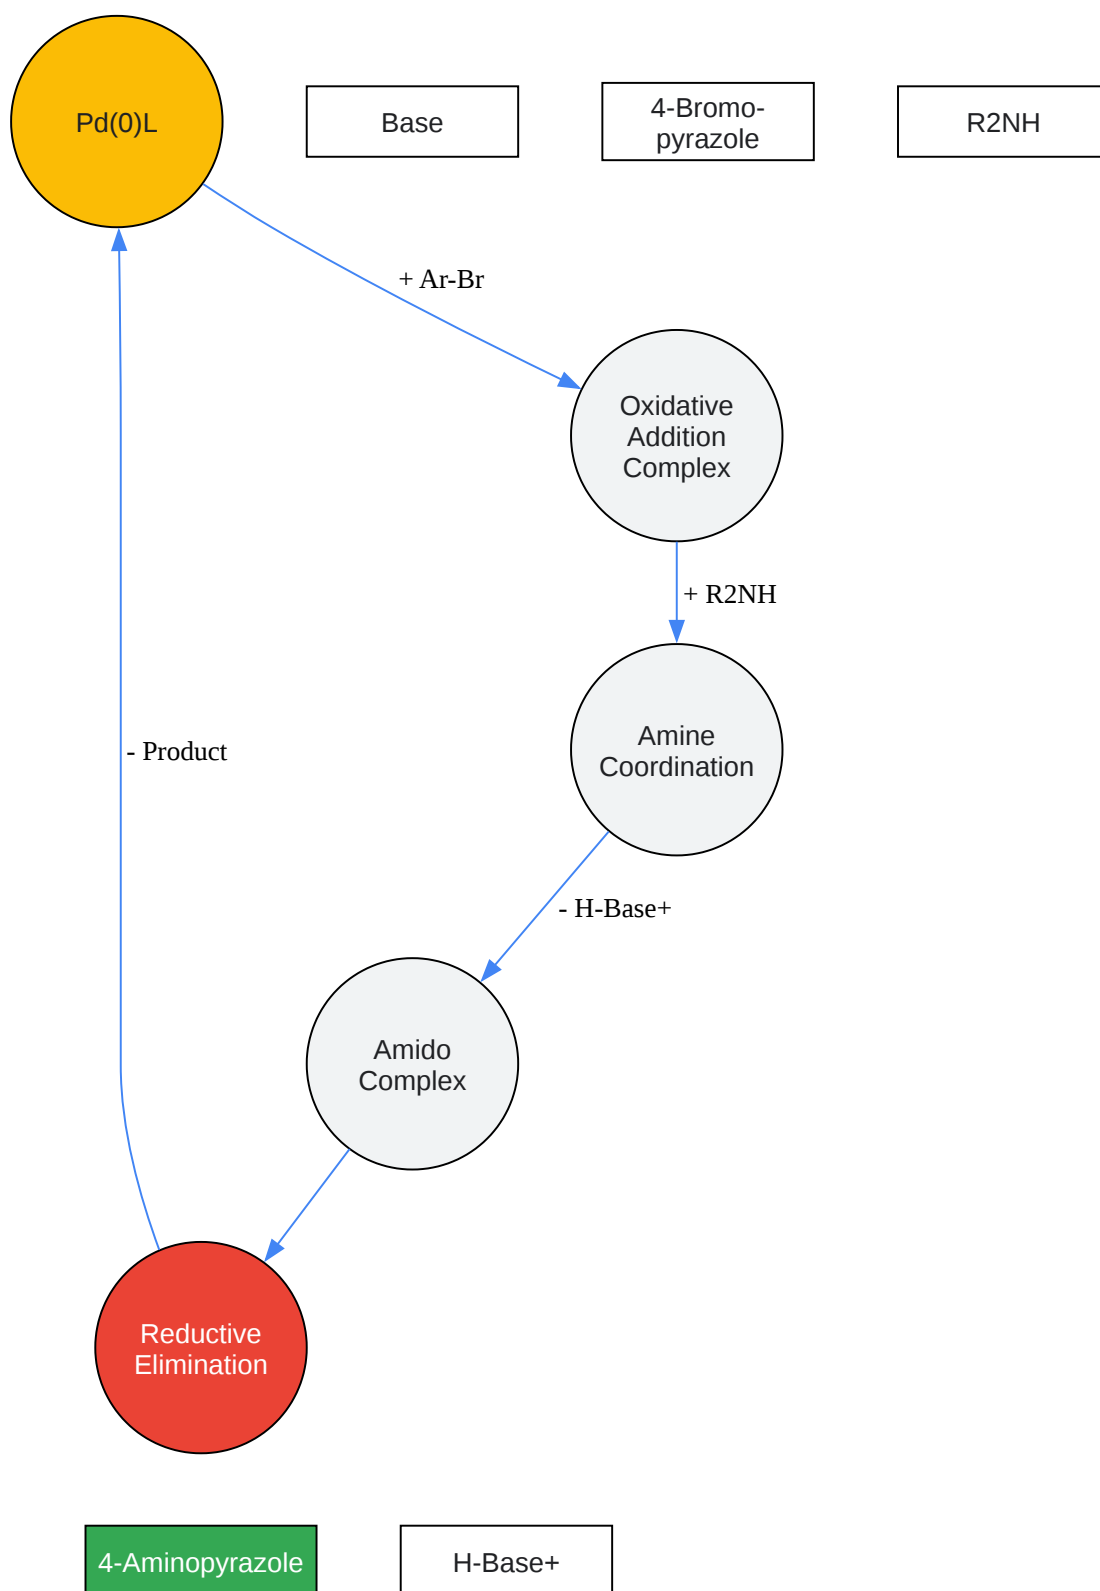 Pd(0)L
Base
4-Bromo-
pyrazole
R2NH
+ Ar-Br
Oxidative
Addition
Complex
+ R2NH
Amine
Coordination
- Product
- H-Base+
Amido
Complex
Reductive
Elimination
4-Aminopyrazole
H-Base+